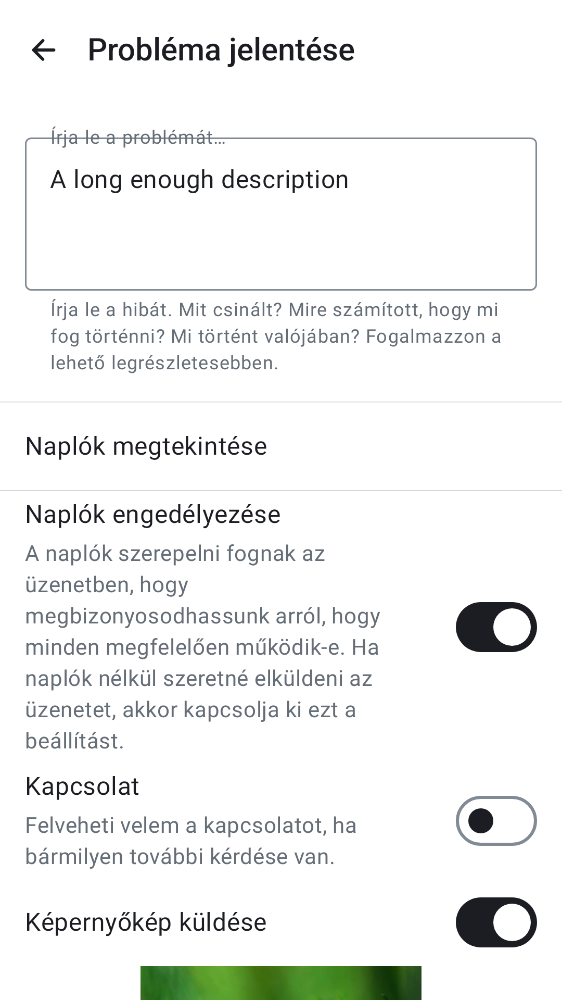 Probléma jelentése
Írja le a problémát…
A long enough description
Írja le a hibát. Mit csinált? Mire számított, hogy mi
fog történni? Mi történt valójában? Fogalmazzon a
lehető legrészletesebben.
Naplók megtekintése
Naplók engedélyezése
A naplók szerepelni fognak az
üzenetben, hogy
megbizonyosodhassunk arról, hogy
minden megfelelően működik-e. Ha
naplók nélkül szeretné elküldeni az
üzenetet, akkor kapcsolja ki ezt a
beállítást.
Kapcsolat
Felveheti velem a kapcsolatot, ha
bármilyen további kérdése van.
Képernyőkép küldése